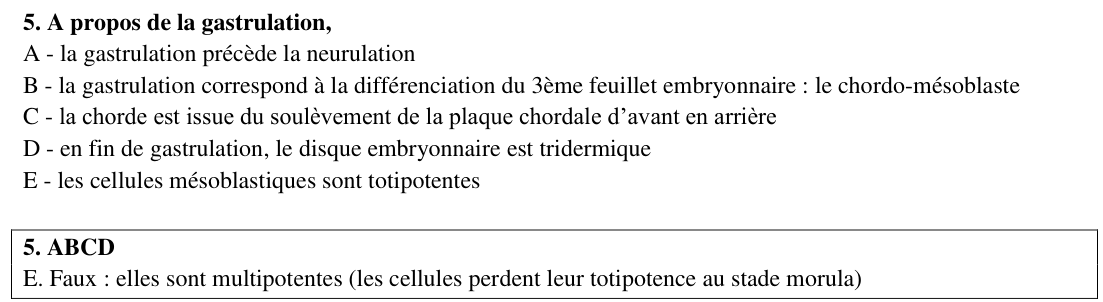 5. A propos de la gastrulation,
A - la gastrulation précède la neurulation
B - la gastrulation correspond à la différenciation du 3ème feuillet embryonnaire : le chordo-mésoblaste
C - la chorde est issue du soulèvement de la plaque chordale d'avant en arrière
D - en fin de gastrulation, le disque embryonnaire est tridermique
E - les cellules mésoblastiques sont totipotentes
5. ABCD
E. Faux : elles sont multipotentes (les cellules perdent leur totipotence au stade morula)